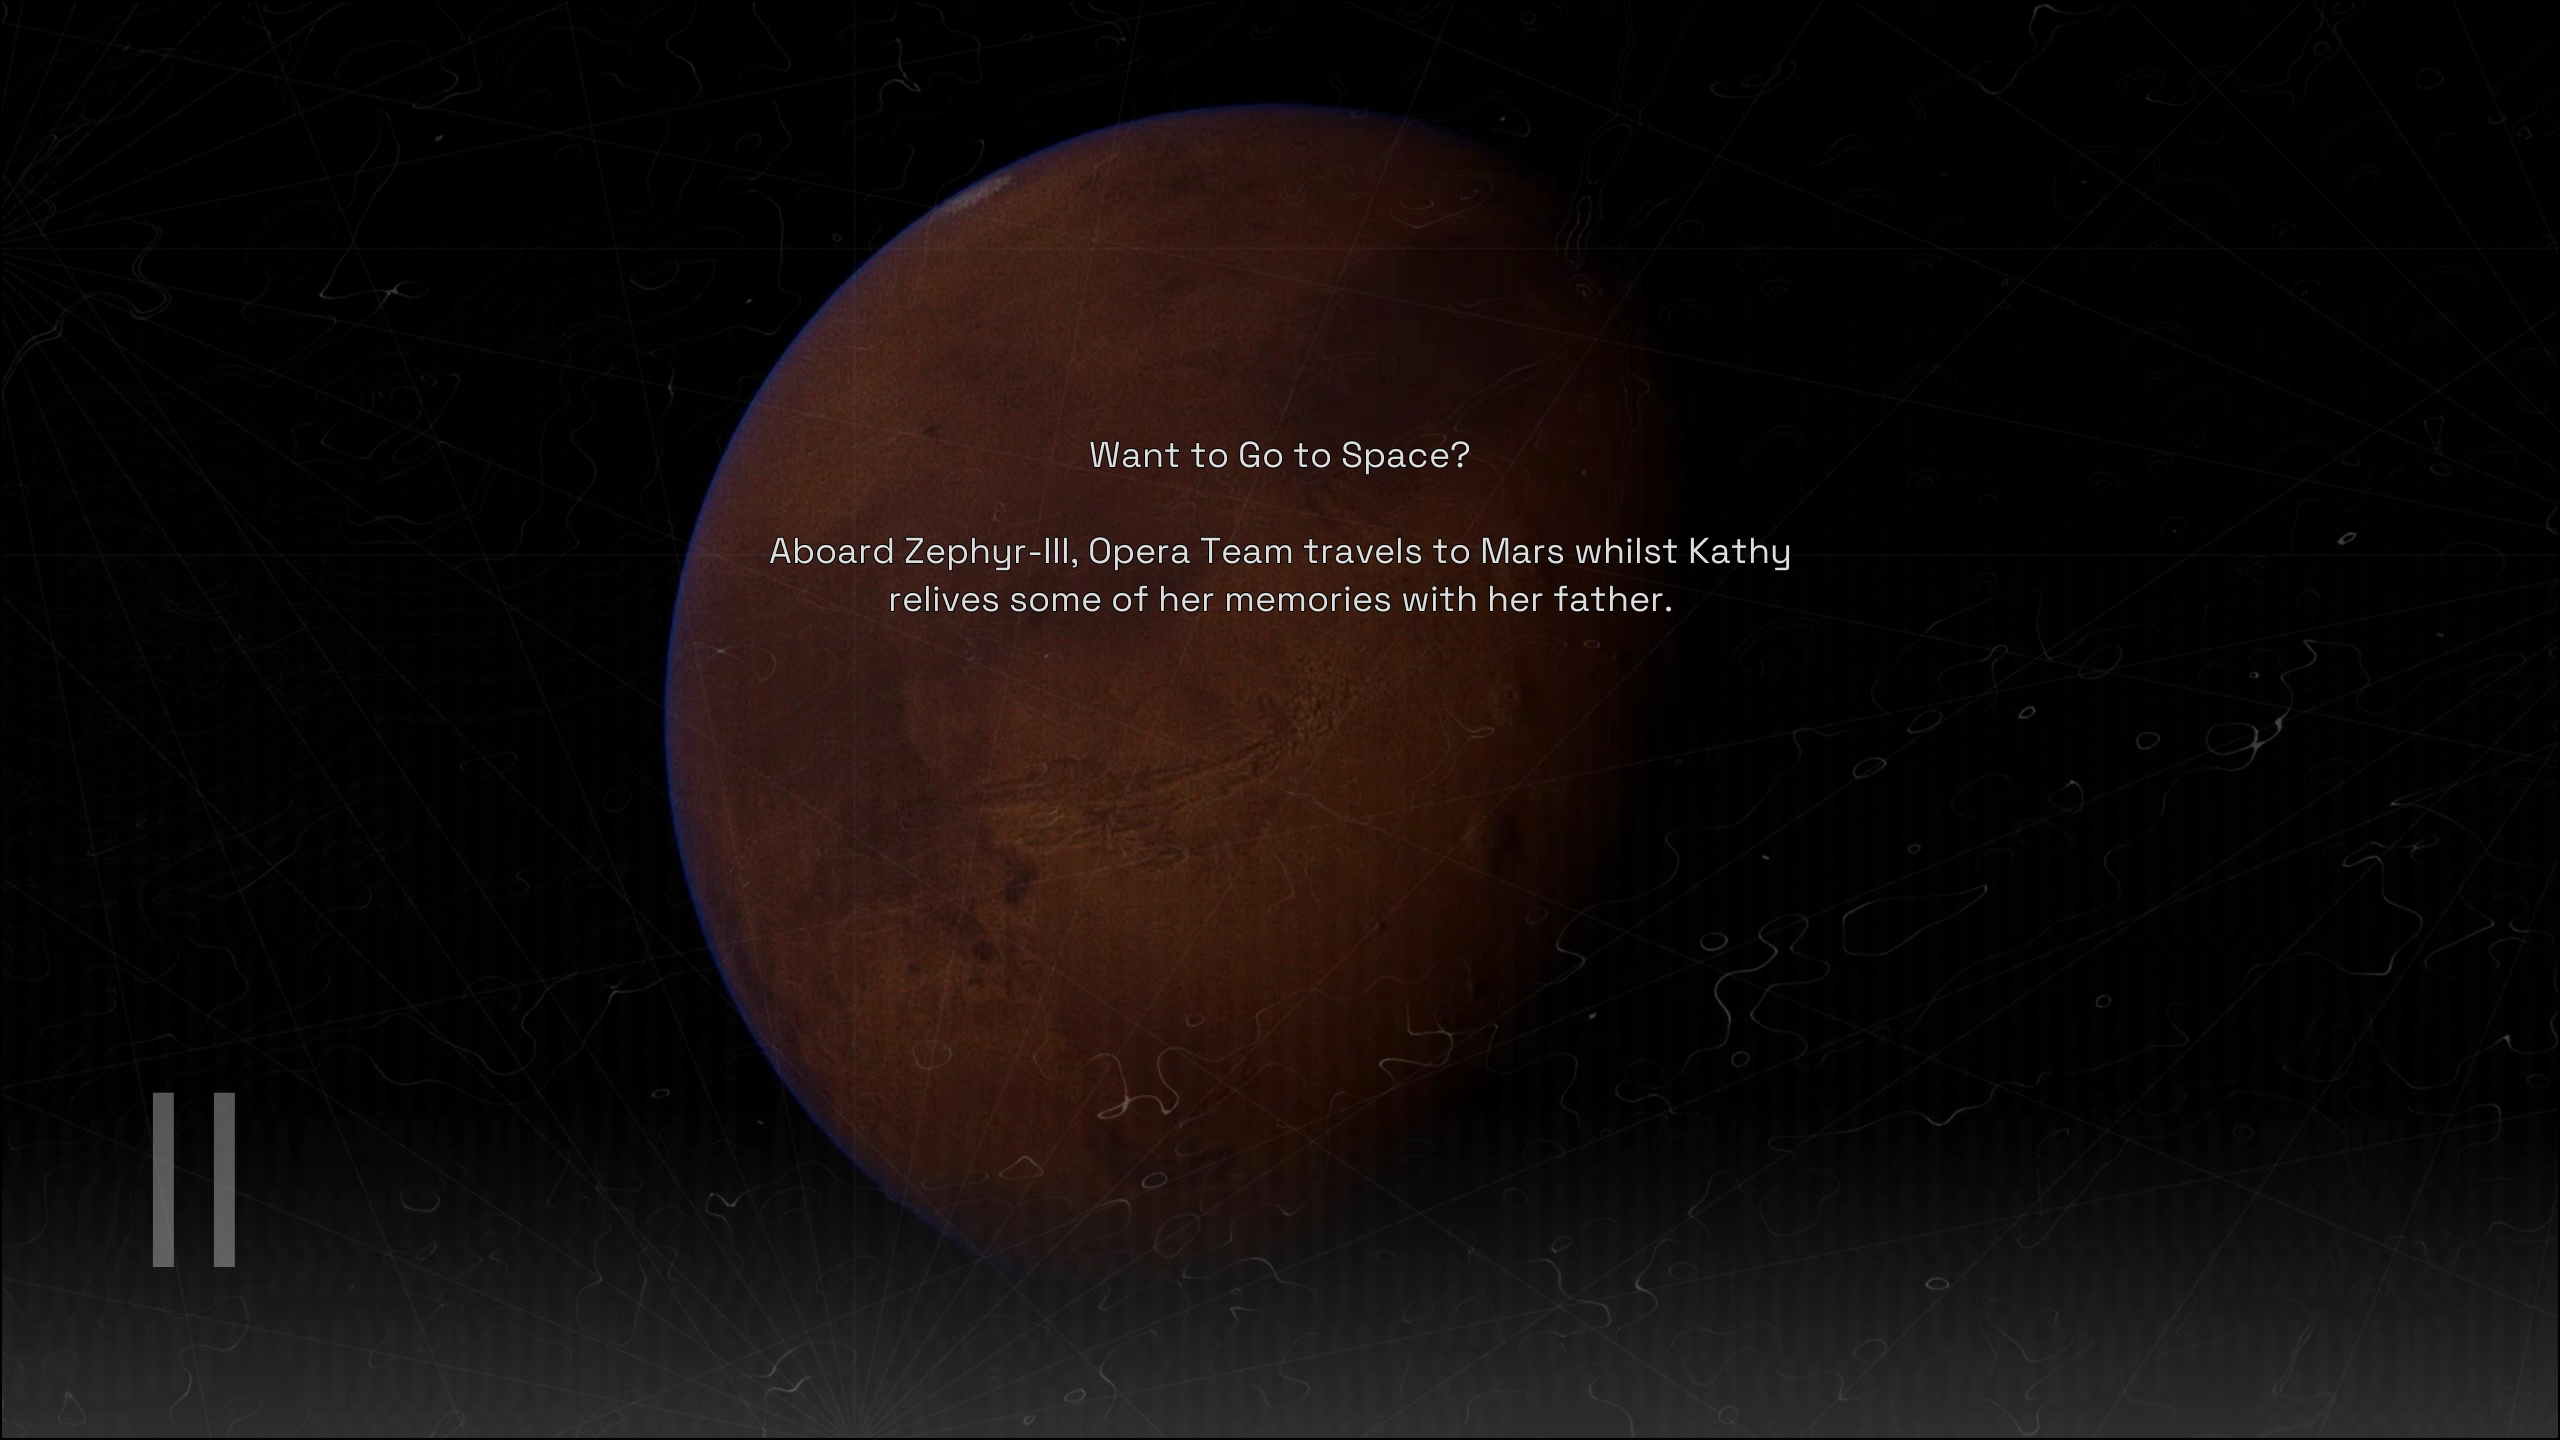 Want to Go to Space?
Aboard Zephyr-III, Opera Team travels to Mars whilst Kathy
relives some of her memories with her father.